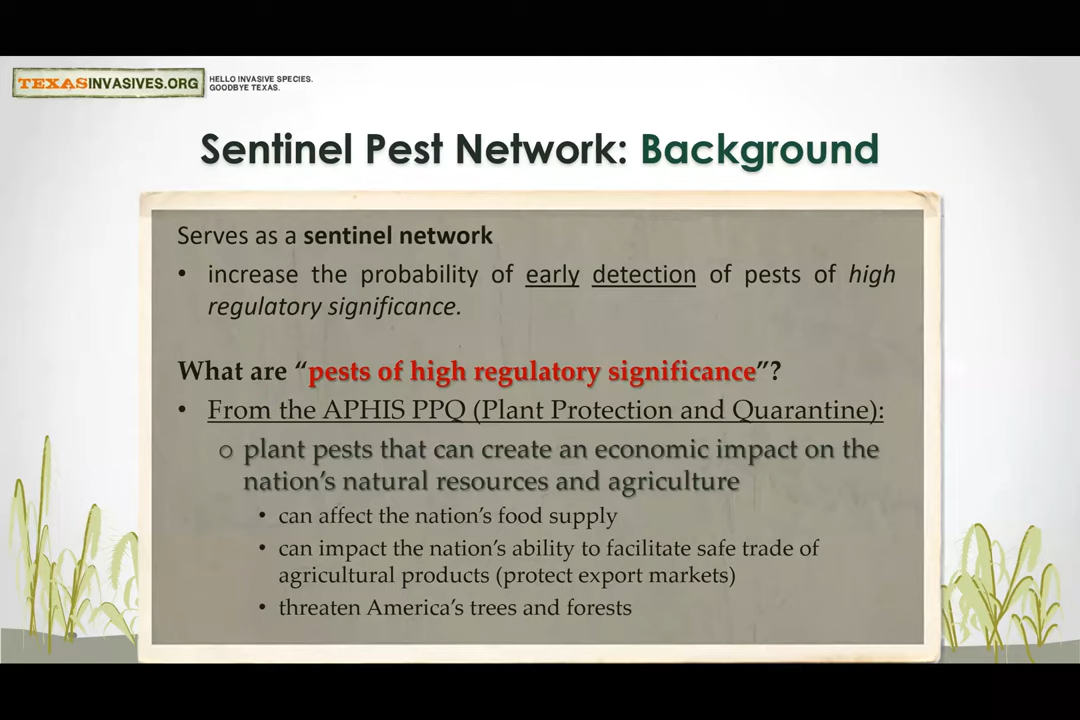 TEXASINVASIVES.ORG
HELLO INVASIVE SPECIES.
GOODBYE TEXAS.
Sentinel Pest Network: Background
Serves as a sentinel network
• increase the probability of early detection of pests of high
regulatory significance.
What are “pests of high regulatory significance”?
• From the APHIS PPQ (Plant Protection and Quarantine):
o plant pests that can create an economic impact on the
nation’s natural resources and agriculture
• can affect the nation’s food supply
• can impact the nation’s ability to facilitate safe trade of
agricultural products (protect export markets)
• threaten America’s trees and forests